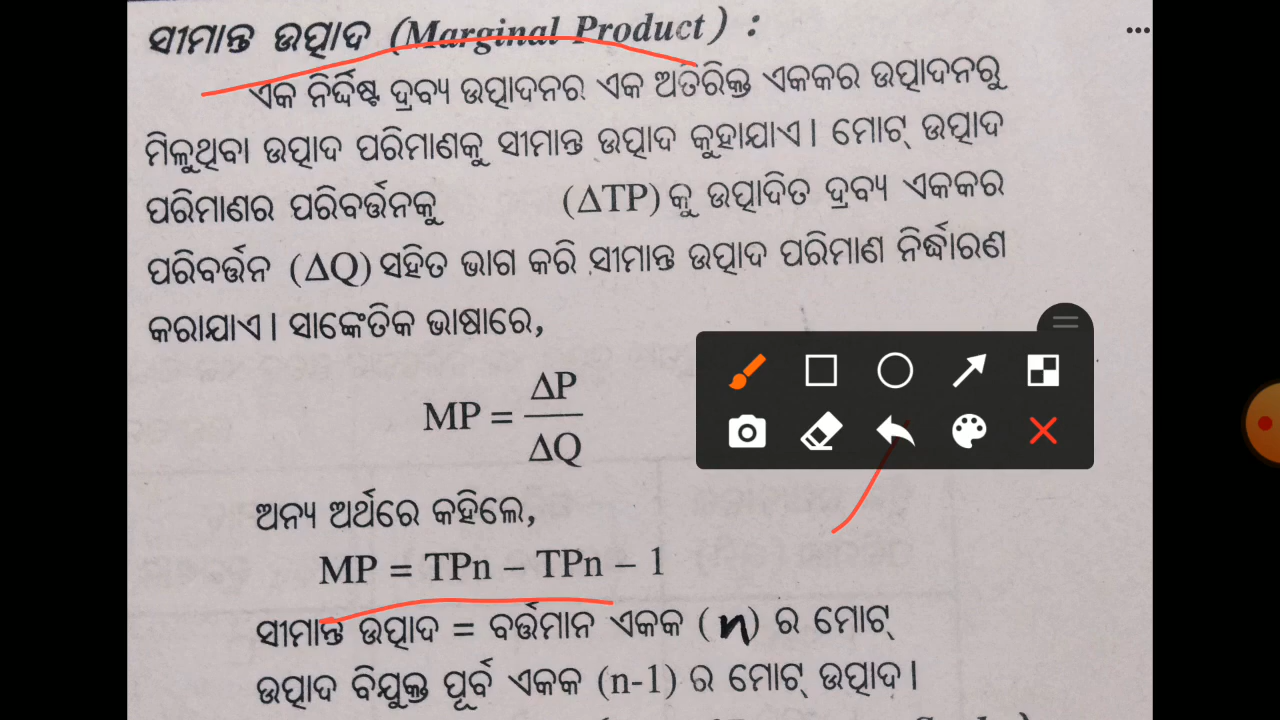 ସୀମାନ୍ତ ଉତ୍ପାଦ (Marginal Product) :
ଏକ ନିର୍ଦ୍ଦିଷ୍ଟ ଦ୍ରବ୍ୟ ଉତ୍ପାଦନର ଏକ ଅତିରିକ୍ତ ଏକକର ଉତ୍ପାଦନରୁ
ମିଳୁଥିବା ଉତ୍ପାଦ ପରିମାଣକୁ ସୀମାନ୍ତ ଉତ୍ପାଦ କୁହାଯାଏ। ମୋଟ୍ ଉତ୍ପାଦ
ପରିମାଣର ପରିବର୍ତ୍ତନକୁ (ΔTP) କୁ ଉତ୍ପାଦିତ ଦ୍ରବ୍ୟ ଏକକର
ପରିବର୍ତ୍ତନ (ΔQ) ସହିତ ଭାଗ କରି ସୀମାନ୍ତ ଉତ୍ପାଦ ପରିମାଣ ନିର୍ଦ୍ଧାରଣ
କରାଯାଏ। ସାଙ୍କେତିକ ଭାଷାରେ,
MP = ΔP / ΔQ
ଅନ୍ୟ ଅର୍ଥରେ କହିଲେ,
MP = TPn – TPn – 1
ସୀମାନ୍ତ ଉତ୍ପାଦ = ବର୍ତ୍ତମାନ ଏକକ (n) ର ମୋଟ୍
ଉତ୍ପାଦ ବିଯୁକ୍ତ ପୂର୍ବ ଏକକ (n-1) ର ମୋଟ୍ ଉତ୍ପାଦ।